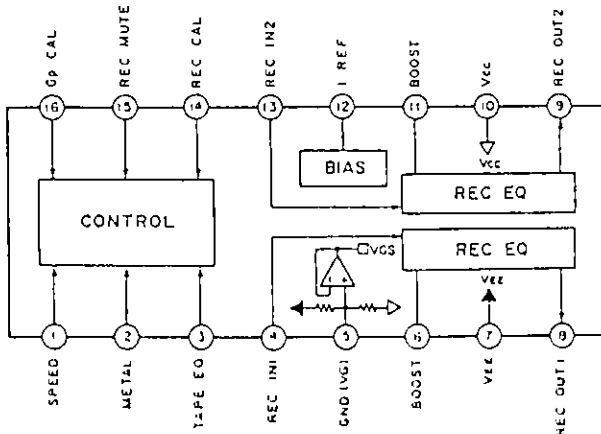 Gp CAL
REC MUTE
REC CAL
REC IN2
I REF
BOOST
Vcc
REC OUT2
16
15
14
13
12
11
10
9
BIAS
VCC
REC EQ
CONTROL
REC EQ
VGS
VEE
- +
1
2
3
4
5
6
7
8
SPEED
METAL
TAPE EQ
REC IN1
GND (VG)
BOOST
VEE
REC OUT1